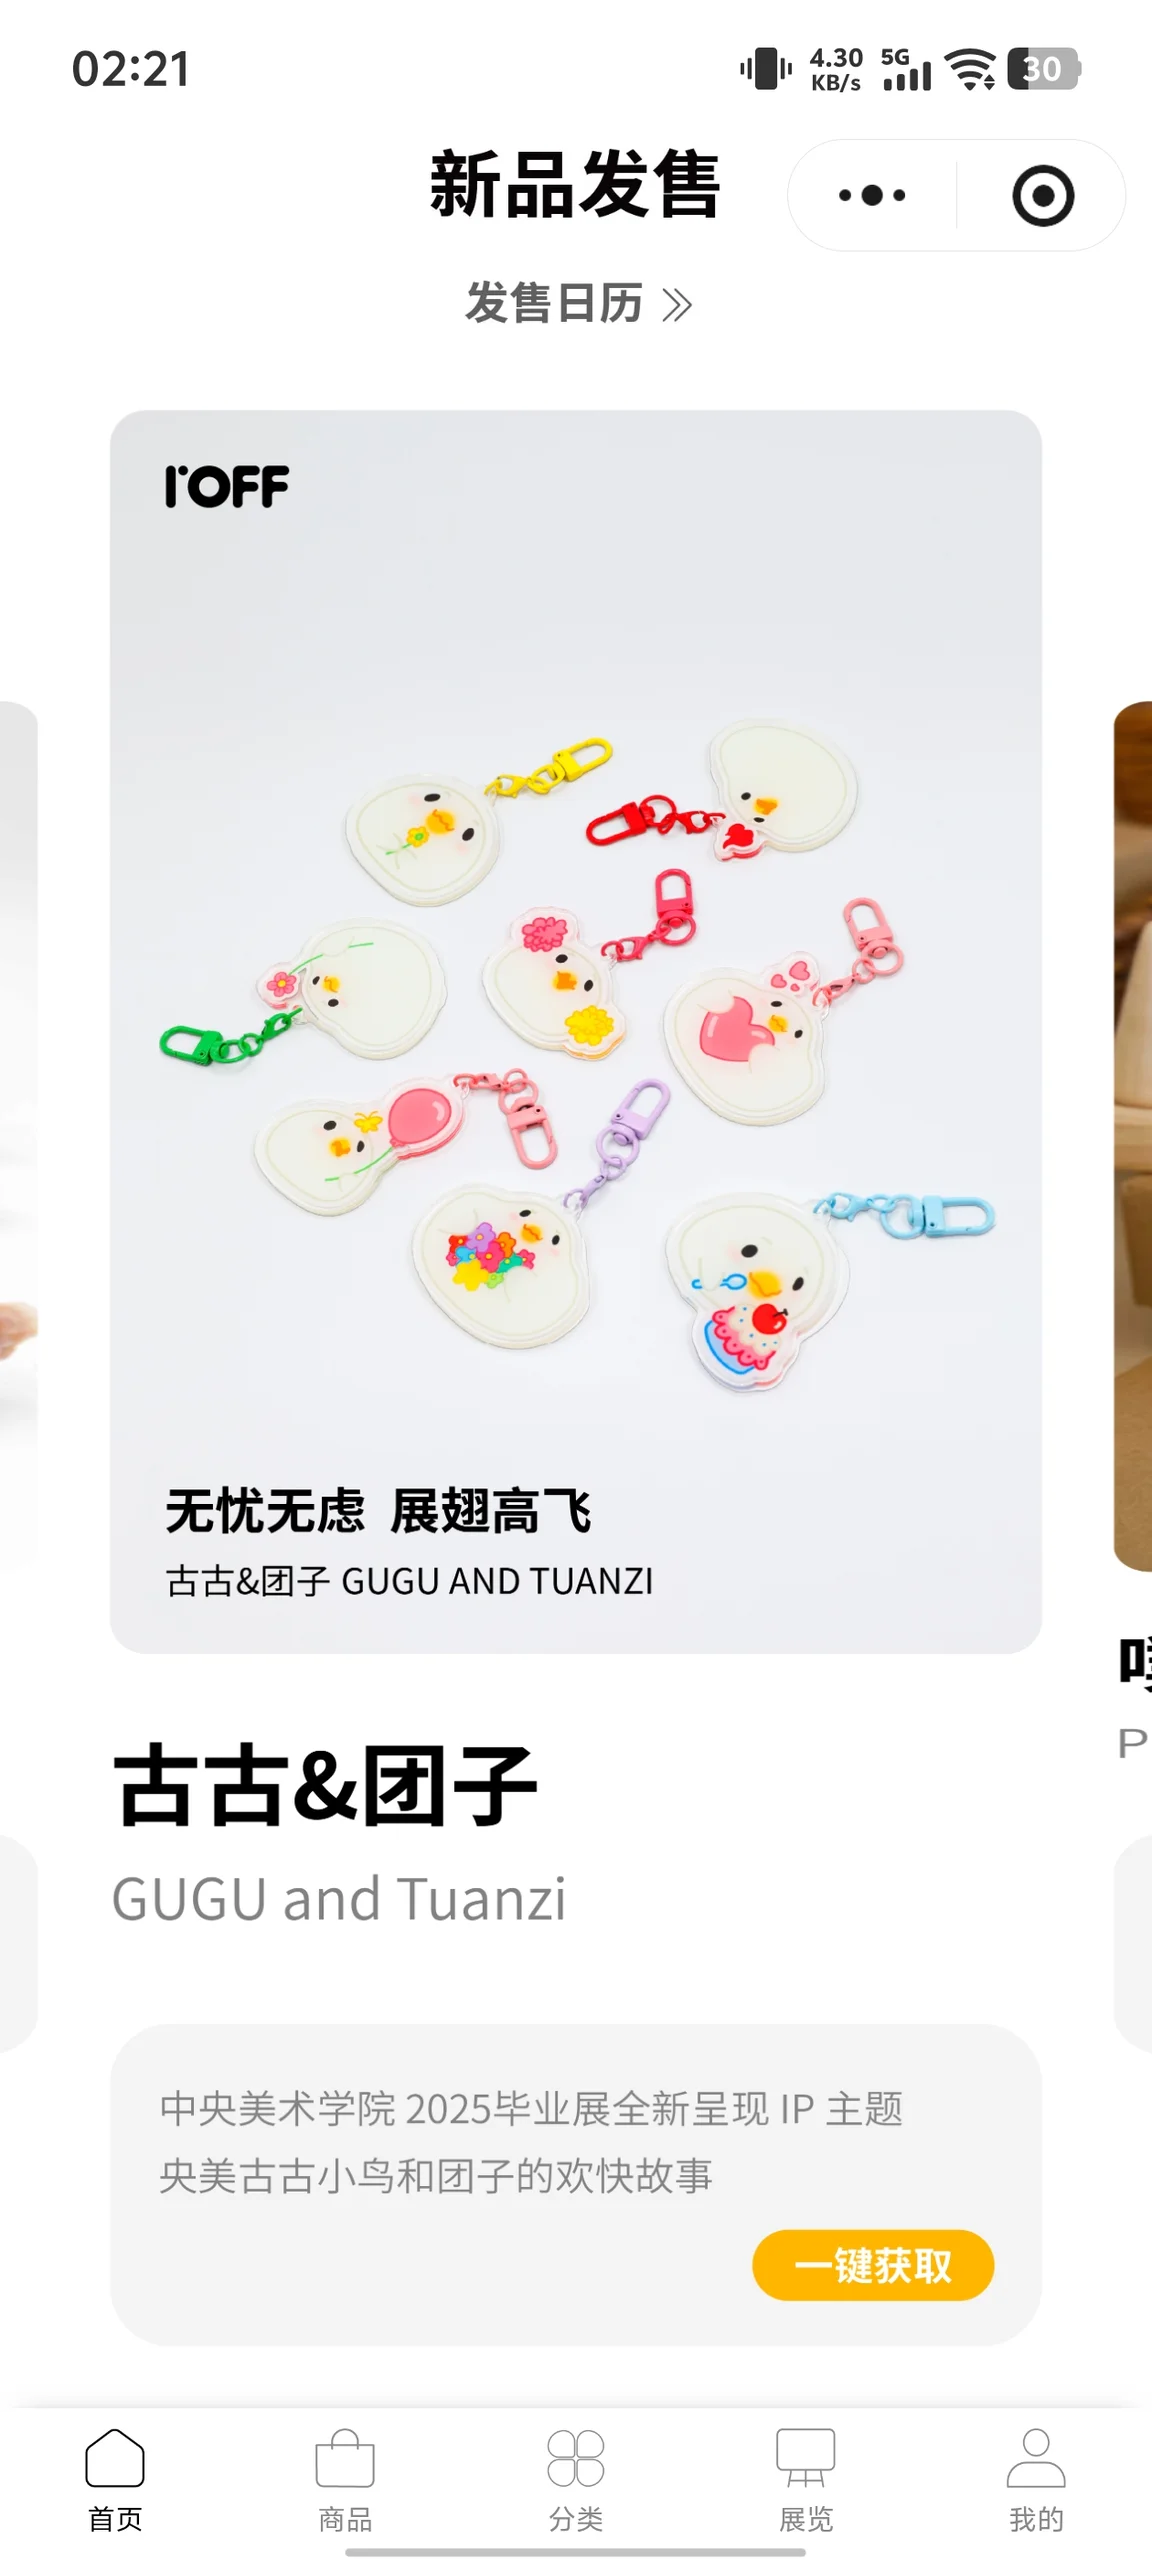 02:21
4.30
KB/s
5G
30
新品发售
发售日历
I'OFF
无忧无虑 展翅高飞
古古&团子 GUGU AND TUANZI
古古&团子
GUGU and Tuanzi
P
中央美术学院 2025毕业展全新呈现 IP 主题
央美古古小鸟和团子的欢快故事
一键获取
首页
商品
分类
展览
我的